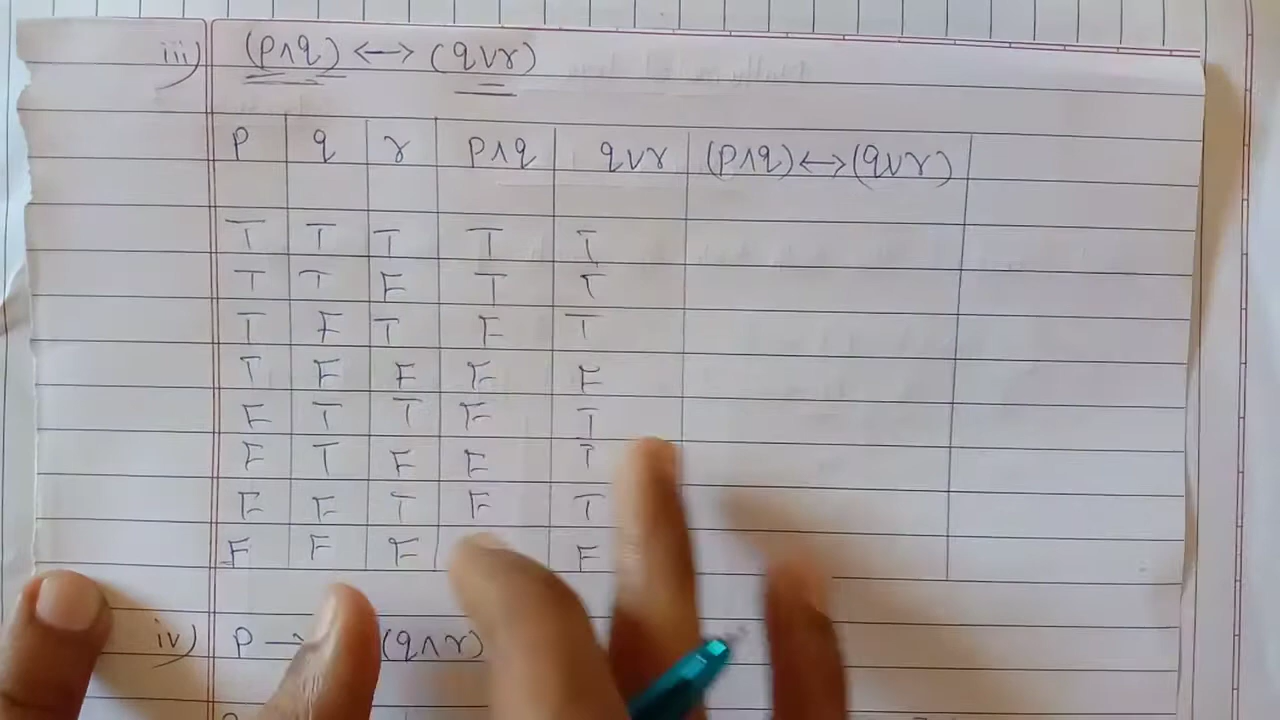 iii) (p∧q) ↔ (q∨r)
p q r p∧q q∨r (p∧q)↔(q∨r)
T T T T T
T T F T T
T F T F T
T F F F F
F T T F T
F T F F T
F F T F T
F F F F
iv) p → (q∧r)